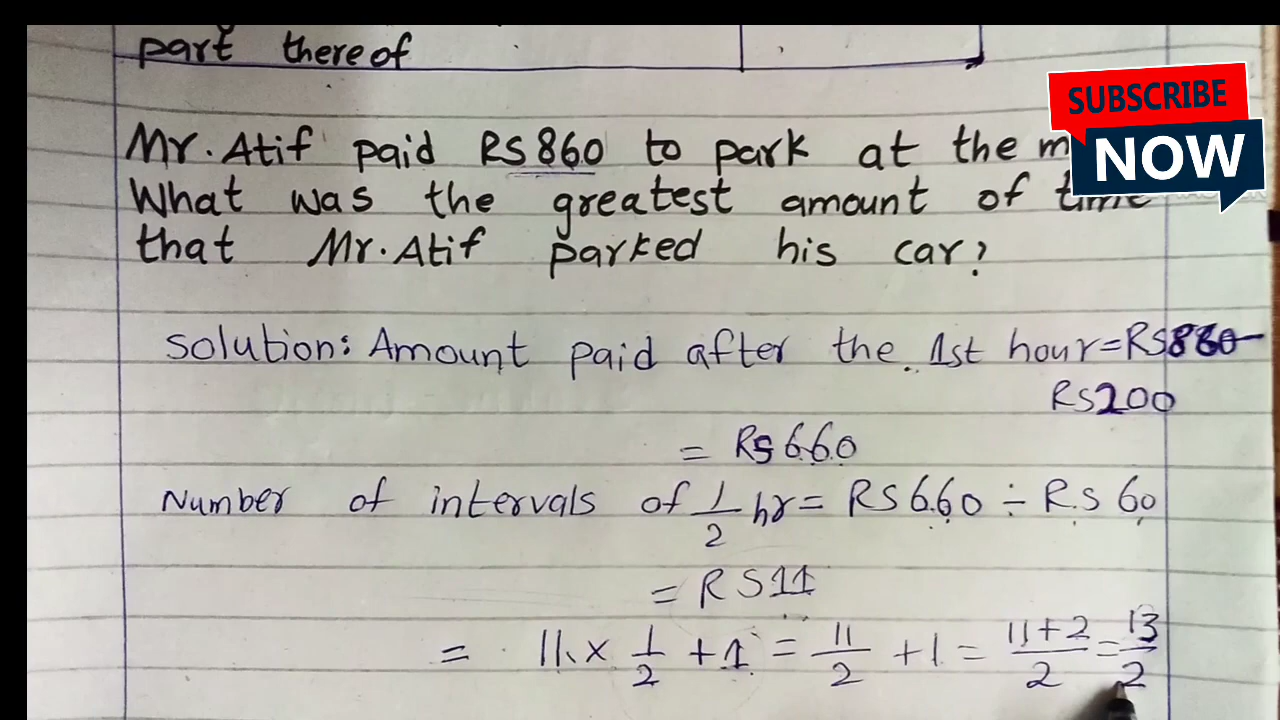 part thereof
Mr. Atif paid RS 860 to park at the m
What was the greatest amount of time
that Mr. Atif parked his car?
SUBSCRIBE
NOW
Solution: Amount paid after the 1st hour = RS 860 -
RS 200
= RS 660
Number of intervals of 1/2 hr = RS 660 ÷ RS 60
= RS 11
= 11 x 1/2 + 1 = 11/2 + 1 = 11+2/2 = 13/2